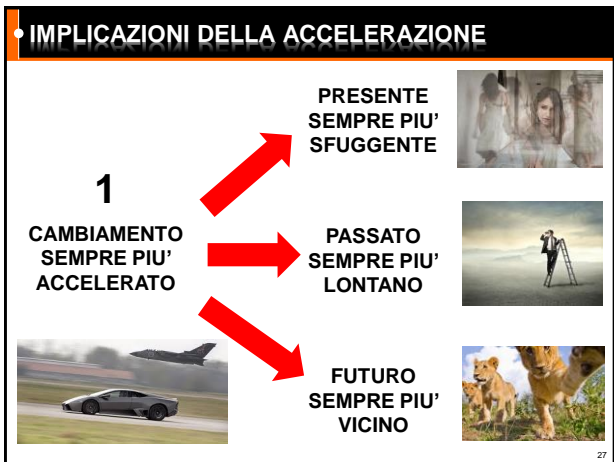 IMPLICAZIONI DELLA ACCELERAZIONE
1
CAMBIAMENTO
SEMPRE PIU'
ACCELERATO
PRESENTE
SEMPRE PIU'
SFUGGENTE
PASSATO
SEMPRE PIU'
LONTANO
FUTURO
SEMPRE PIU'
VICINO
27